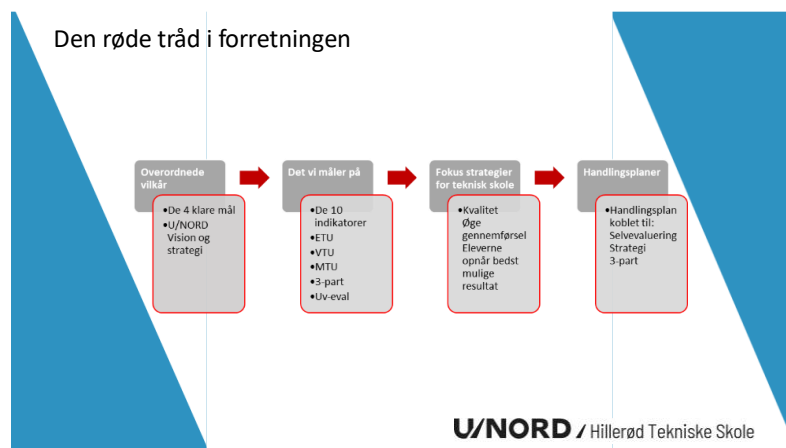 Den røde tråd i forretningen
Overordnede
vilkår
•De 4 klare mål
•U/NORD
Vision og
strategi
Det vi måler på
•De 10
indikatorer
•ETU
•VTU
•MTU
•3-part
•Uv-eval
Fokus strategier
for teknisk skole
•Kvalitet
Øge
gennemførsel
Eleverne
opnår bedst
mulige
resultat
Handlingsplaner
•Handlingsplan
koblet til:
Selvevaluering
Strategi
3-part
U/NORD / Hillerød Tekniske Skole